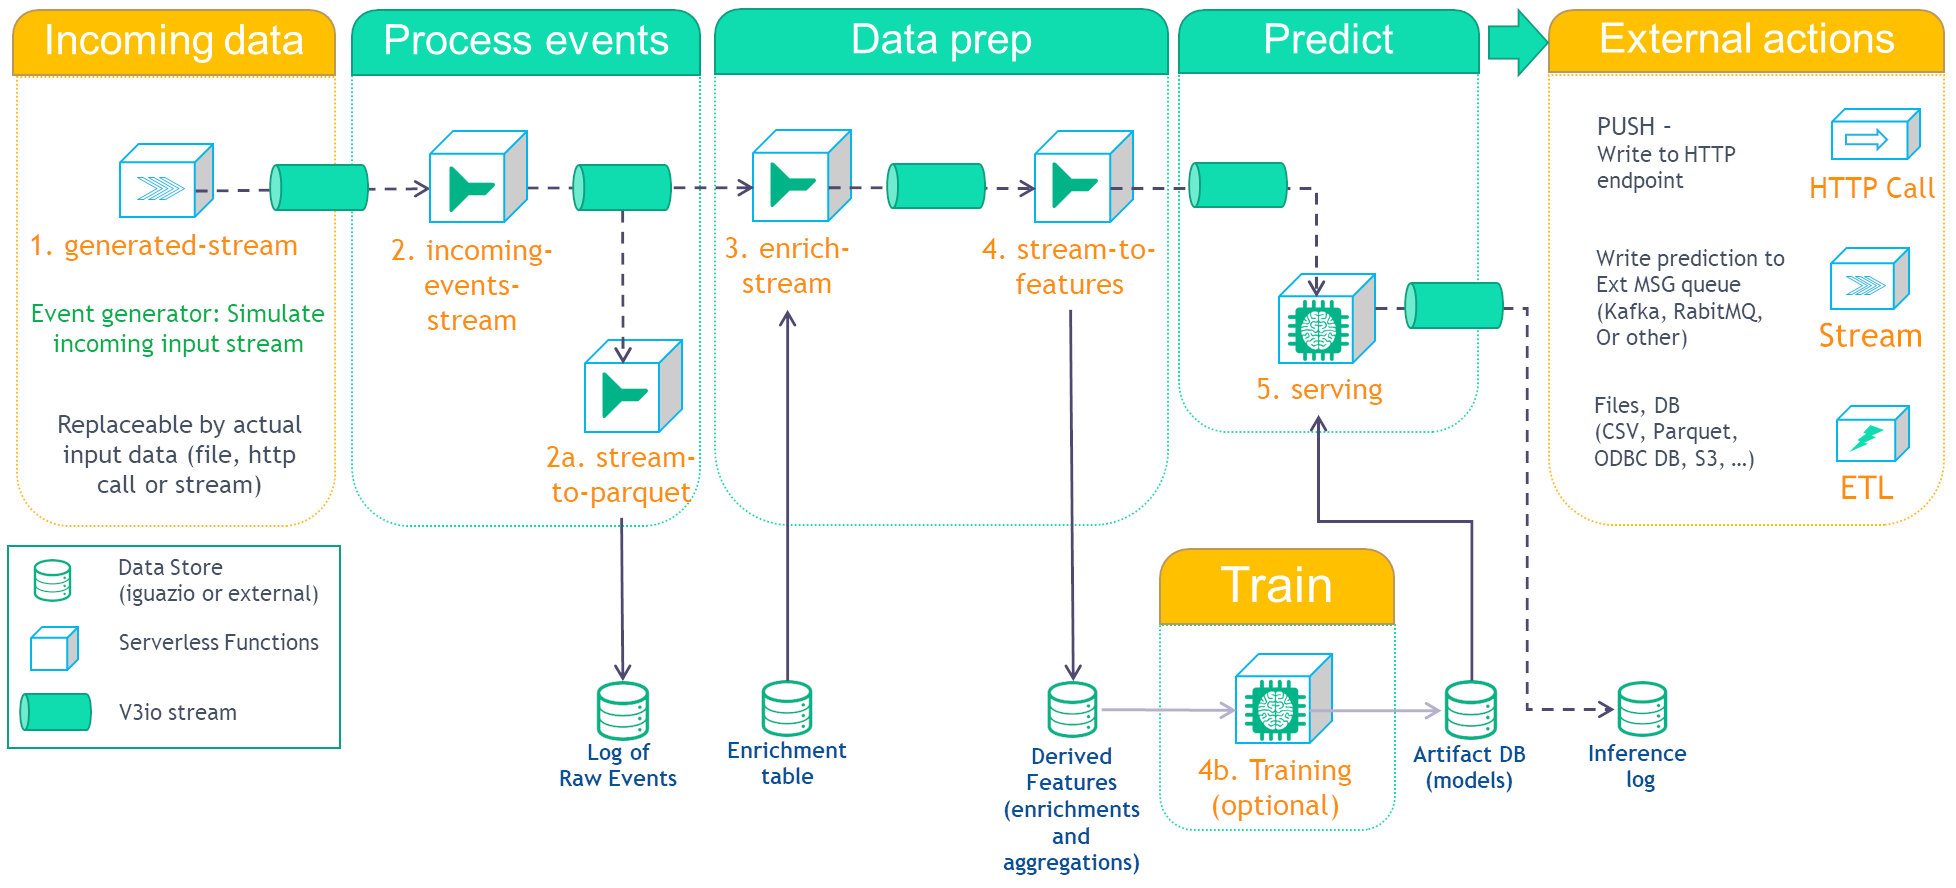 Incoming data
Process events
Data prep
Predict
External actions
1. generated-stream
Event generator: Simulate
incoming input stream
Replaceable by actual
input data (file, http
call or stream)
2. incoming-
events-
stream
2a. stream-
to-parquet
3. enrich-
stream
4. stream-to-
features
5. serving
PUSH –
Write to HTTP
endpoint
HTTP Call
Write prediction to
Ext MSG queue
(Kafka, RabitMQ,
Or other)
Stream
Files, DB
(CSV, Parquet,
ODBC DB, S3, …)
ETL
Data Store
(iguazio or external)
Serverless Functions
V3io stream
Log of
Raw Events
Enrichment
table
Derived
Features
(enrichments
and
aggregations)
Train
4b. Training
(optional)
Artifact DB
(models)
Inference
log